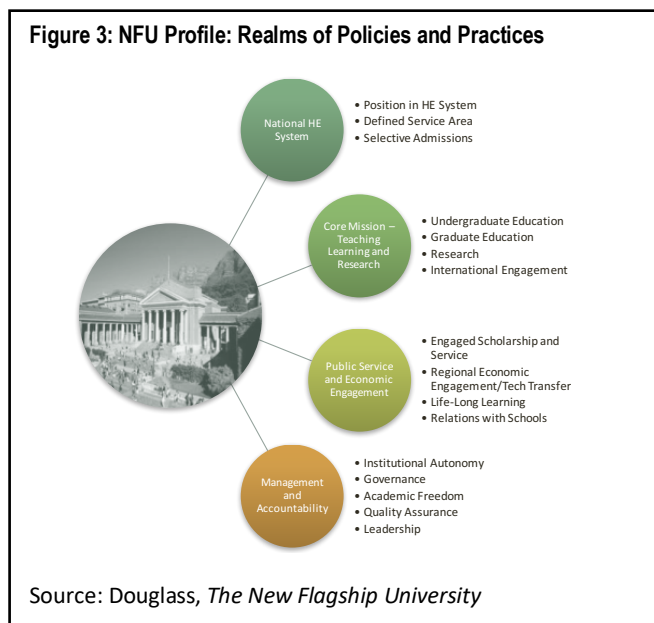 Figure 3: NFU Profile: Realms of Policies and Practices
National HE
System
• Position in HE System
• Defined Service Area
• Selective Admissions
Core Mission –
Teaching
Learning and
Research
• Undergraduate Education
• Graduate Education
• Research
• International Engagement
Public Service
and Economic
Engagement
• Engaged Scholarship and
Service
• Regional Economic
Engagement/Tech Transfer
• Life-Long Learning
• Relations with Schools
Management
and
Accountability
• Institutional Autonomy
• Governance
• Academic Freedom
• Quality Assurance
• Leadership
Source: Douglass, The New Flagship University